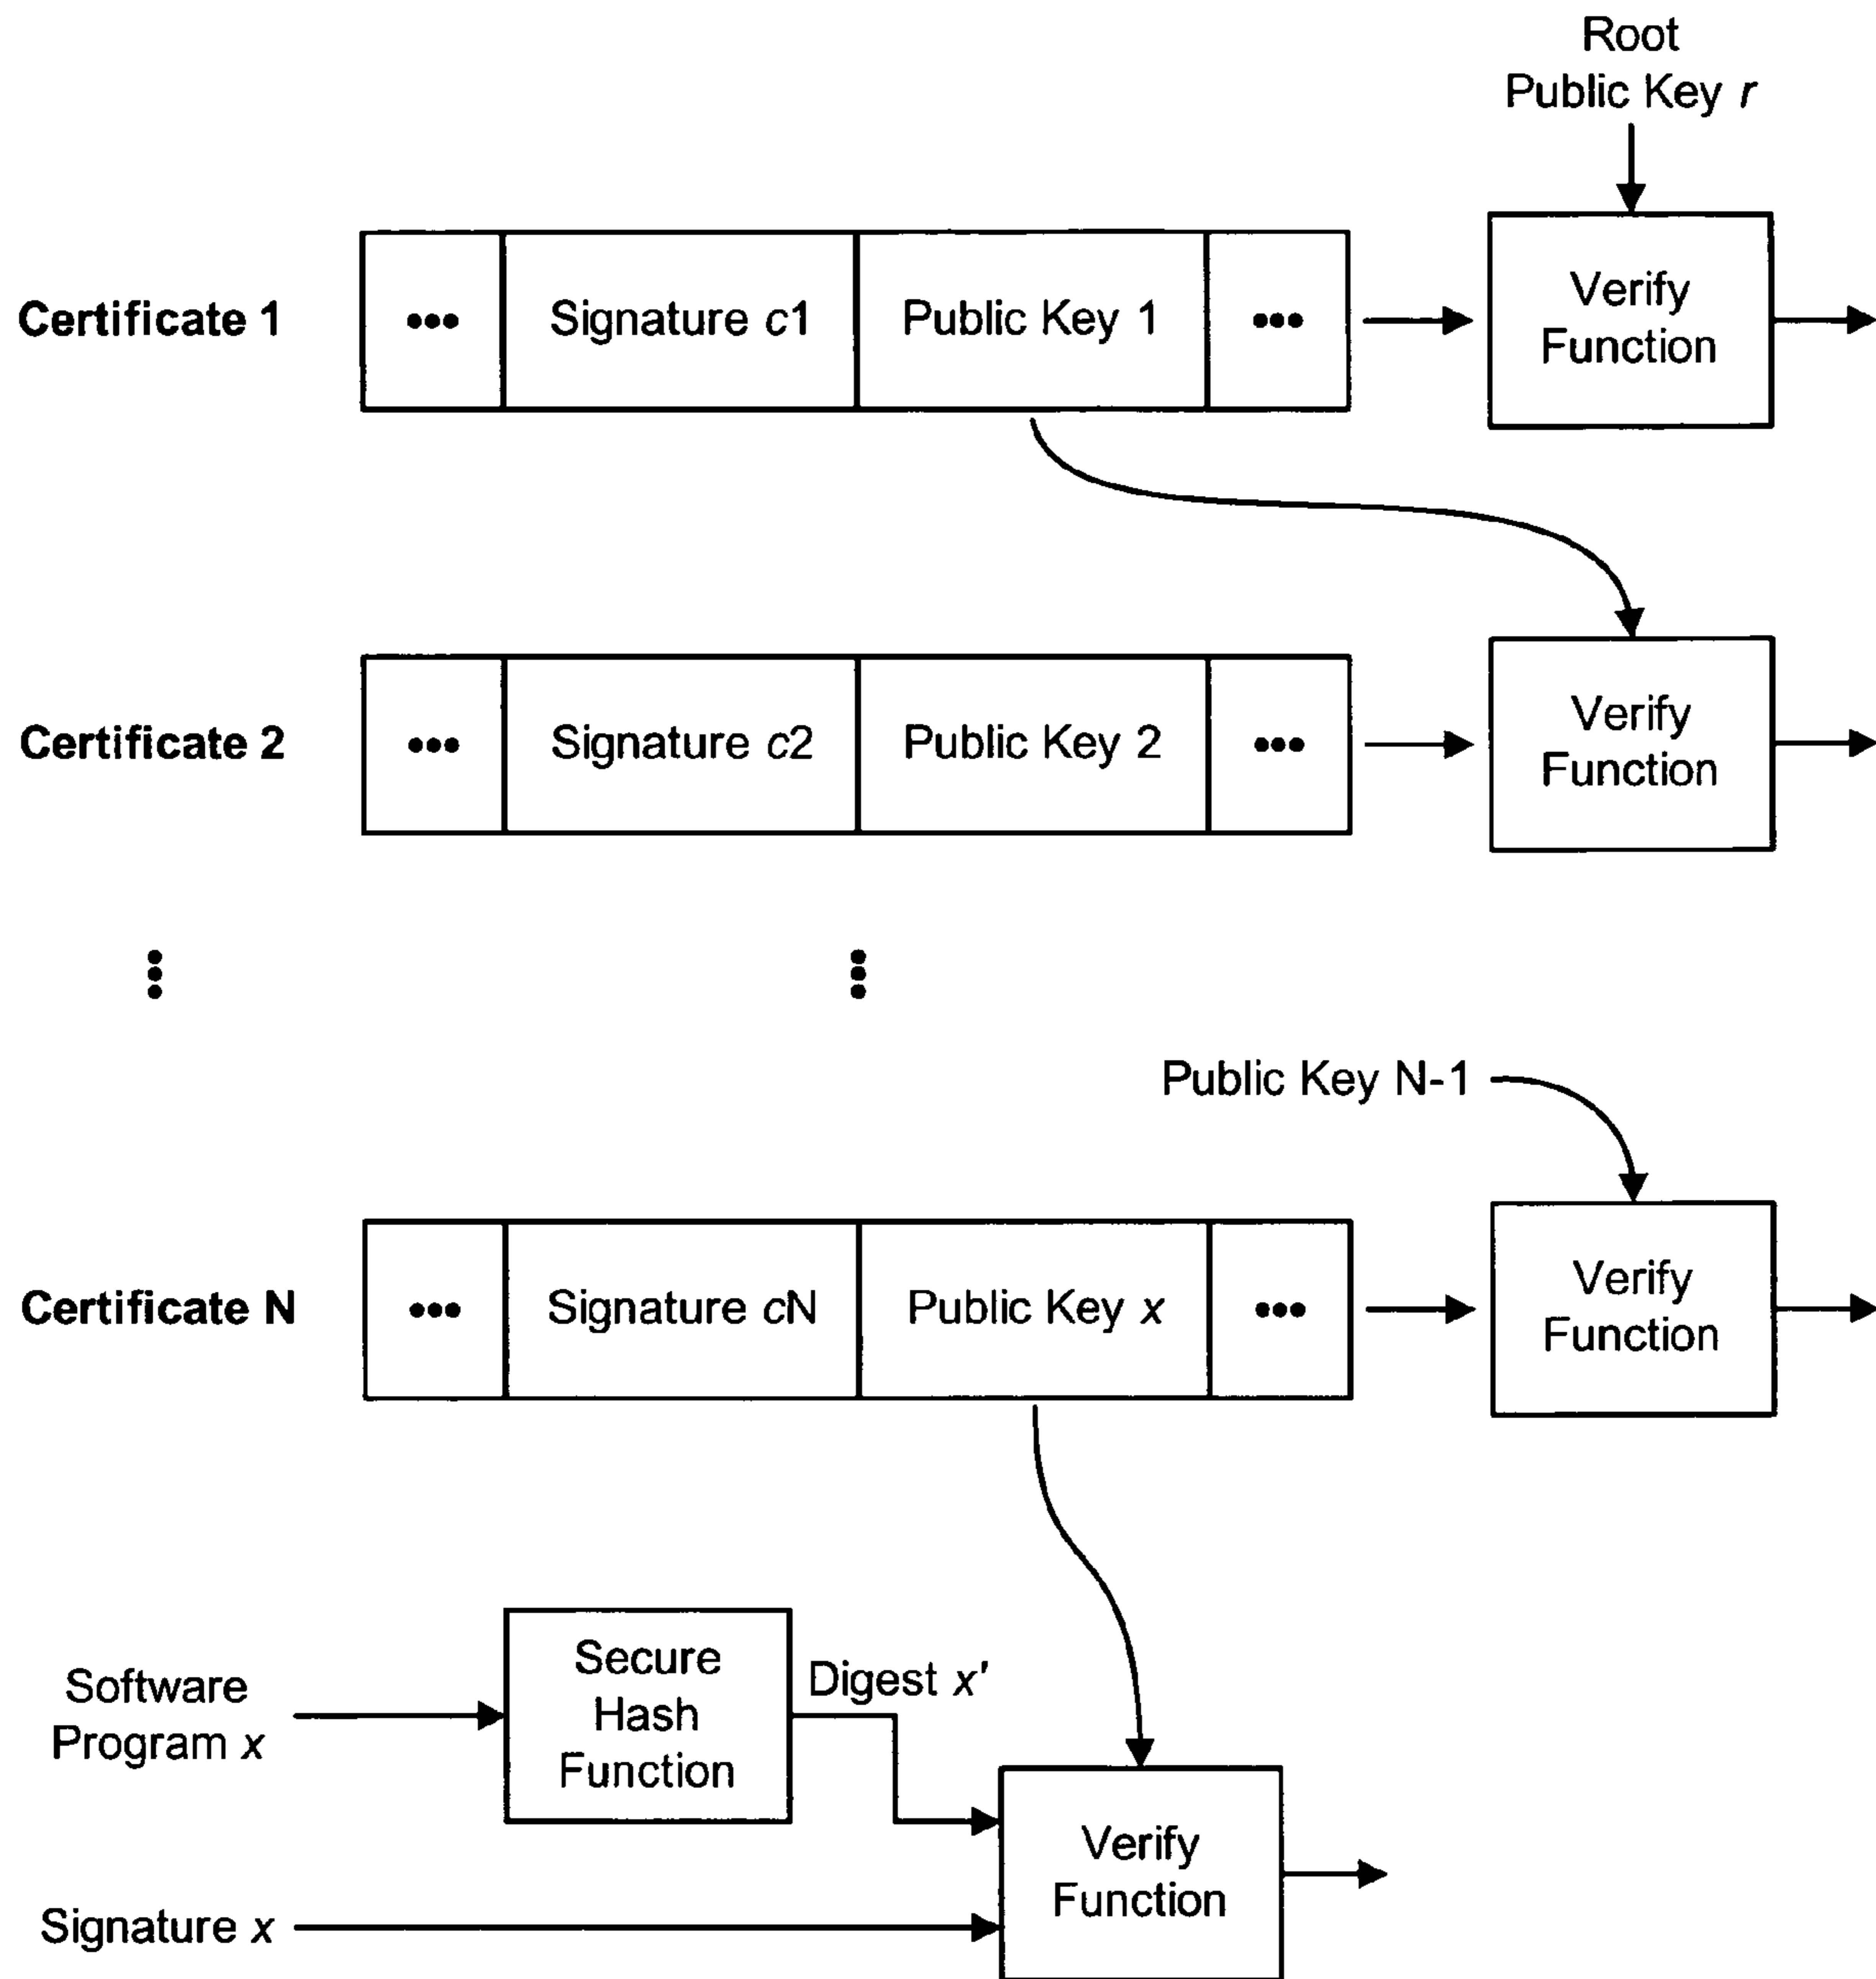 Root
Public Key r
Certificate 1
•••
Signature c1
Public Key 1
•••
Verify
Function
Certificate 2
•••
Signature c2
Public Key 2
•••
Verify
Function
Public Key N-1
Certificate N
•••
Signature cN
Public Key x
•••
Verify
Function
Software
Program x
Secure
Hash
Function
Digest x'
Signature x
Verify
Function